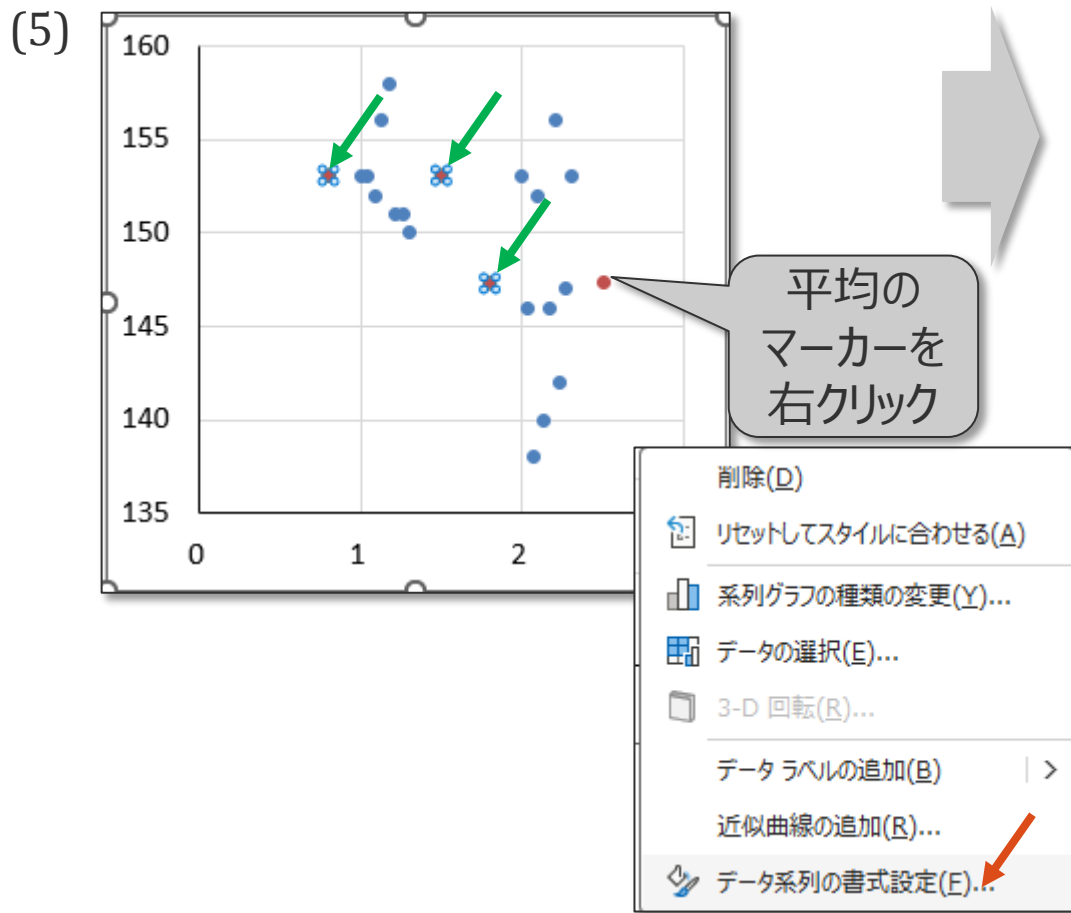 (5)
160
155
150
145
140
135
0
1
2
平均の
マーカーを
右クリック
削除(D)
リセットしてスタイルに合わせる(A)
系列グラフの種類の変更(Y)...
データの選択(E)...
3-D 回転(R)...
データ ラベルの追加(B)
近似曲線の追加(R)...
データ系列の書式設定(F)...